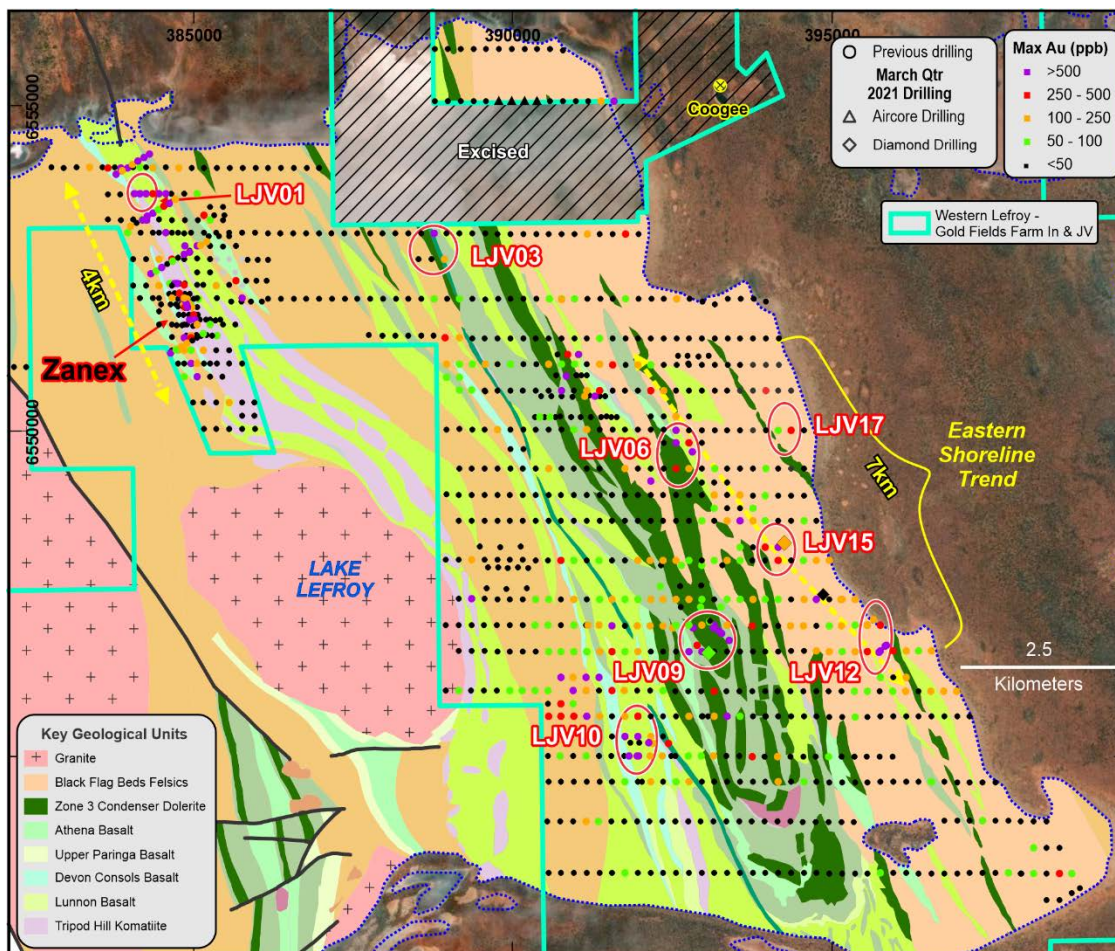 385000
390000
395000
6555000
6550000
Previous drilling
March Qtr
2021 Drilling
Aircore Drilling
Diamond Drilling
Max Au (ppb)
>500
250 - 500
100 - 250
50 - 100
<50
Western Lefroy -
Gold Fields Farm In & JV
Coogee
Excised
LJV01
LJV03
4km
Zanex
LJV17
LJV06
Eastern
Shoreline
Trend
7km
LJV15
LAKE
LEFROY
LJV09
LJV12
2.5
Kilometers
LJV10
Key Geological Units
Granite
Black Flag Beds Felsics
Zone 3 Condenser Dolerite
Athena Basalt
Upper Paringa Basalt
Devon Consols Basalt
Lunnon Basalt
Tripod Hill Komatiite